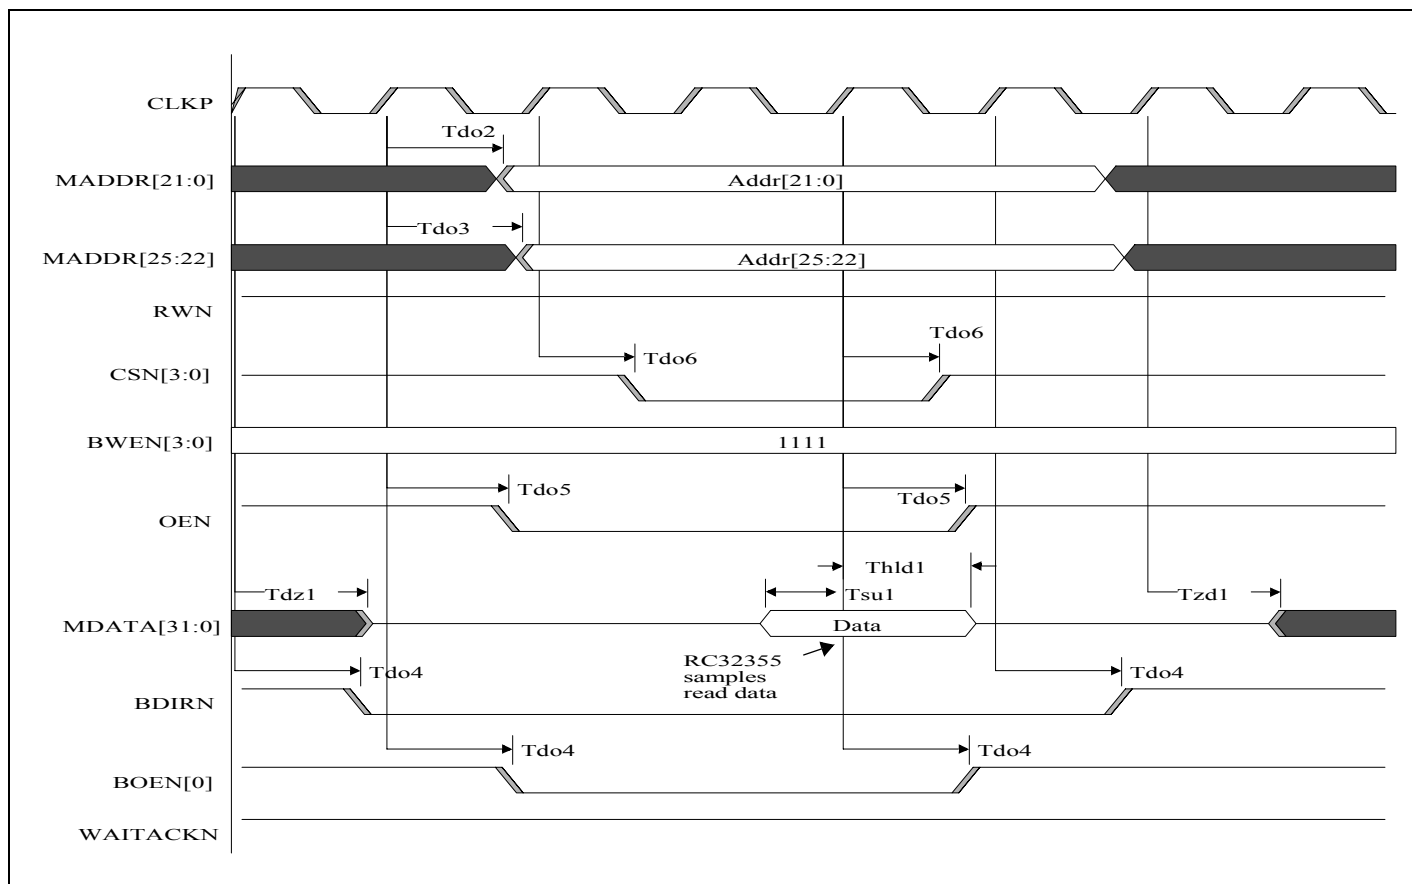 CLKP
Tdo2
MADDR[21:0]
Addr[21:0]
Tdo3
MADDR[25:22]
Addr[25:22]
RWN
Tdo6
Tdo6
CSN[3:0]
BWEN[3:0]
1111
Tdo5
Tdo5
OEN
Thld1
Tdz1
Tsu1
Tzd1
MDATA[31:0]
Data
RC32355
samples
read data
Tdo4
Tdo4
BDIRN
Tdo4
Tdo4
BOEN[0]
WAITACKN